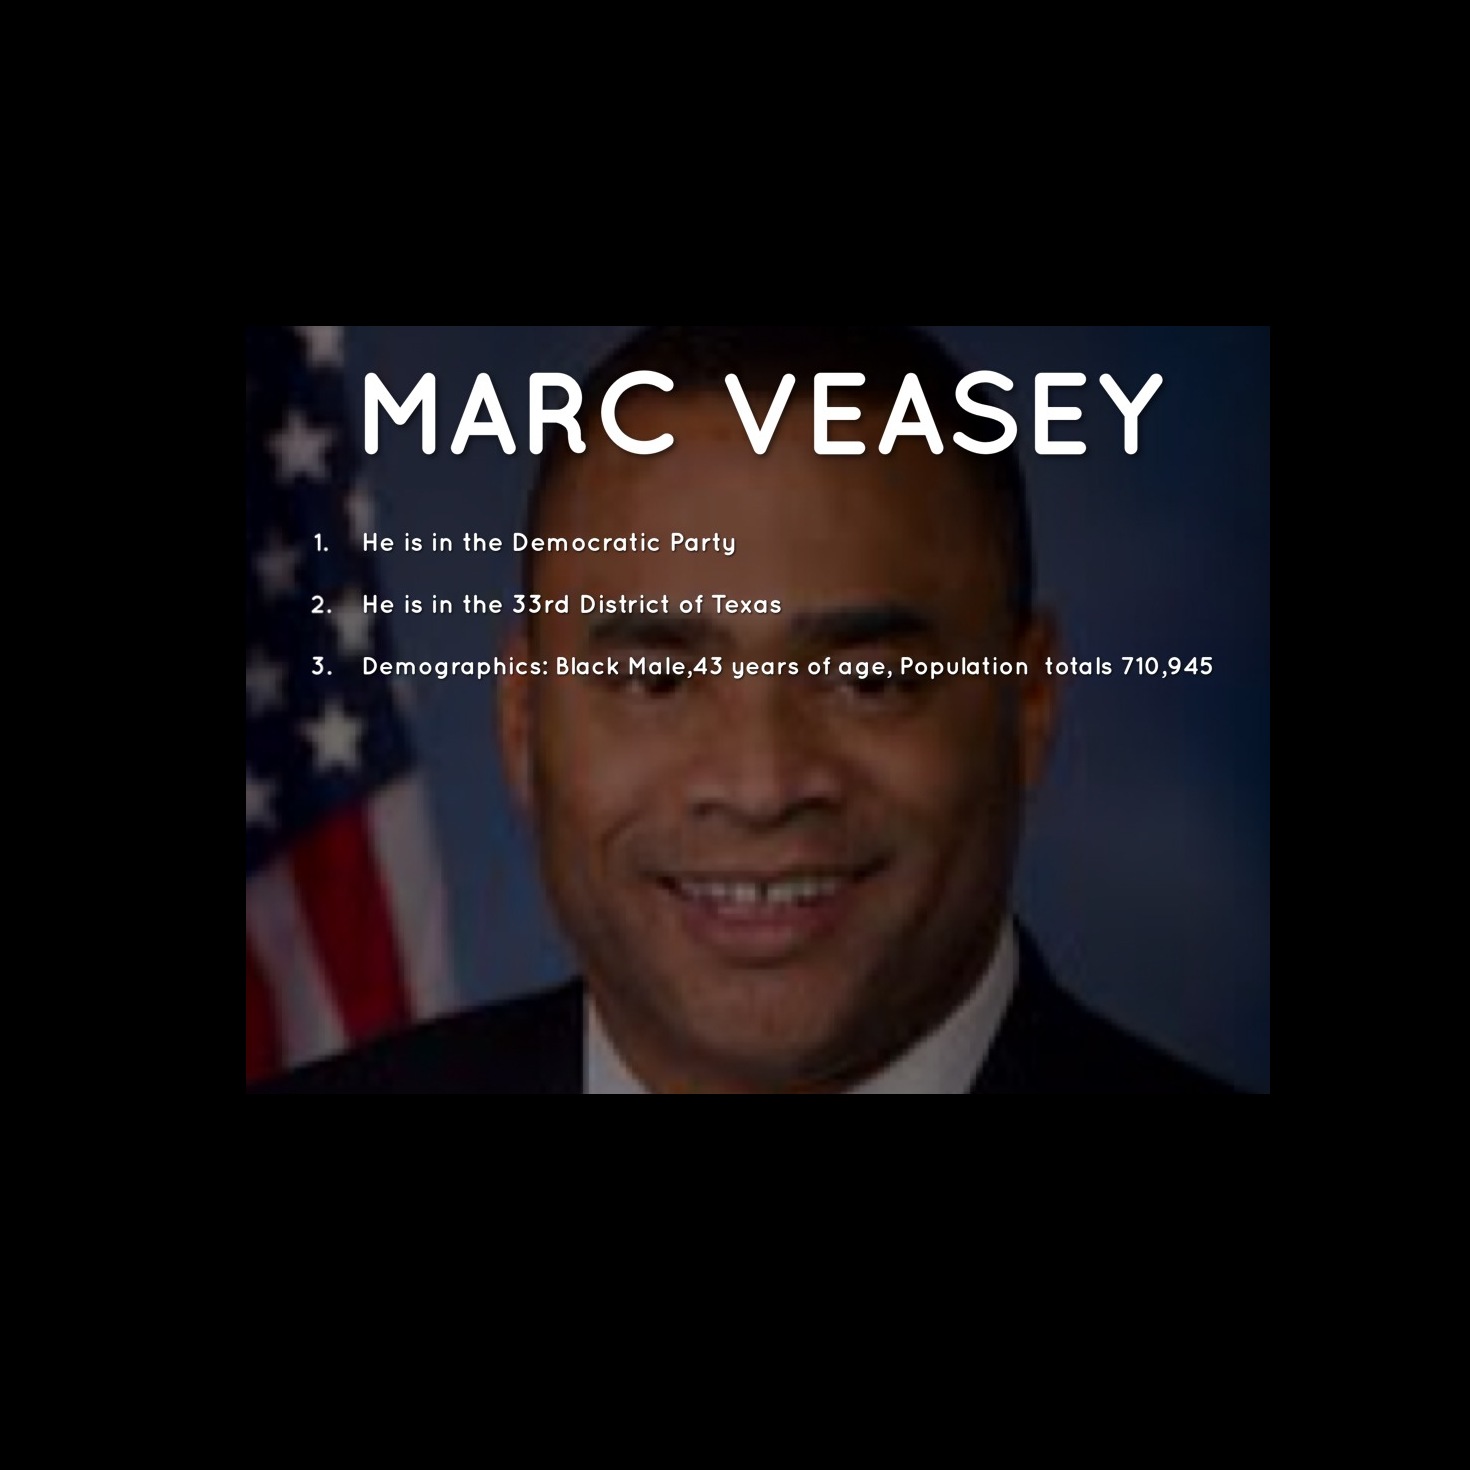 MARC VEASEY
1. He is in the Democratic Party
2. He is in the 33rd District of Texas
3. Demographics: Black Male,43 years of age, Population  totals 710,945